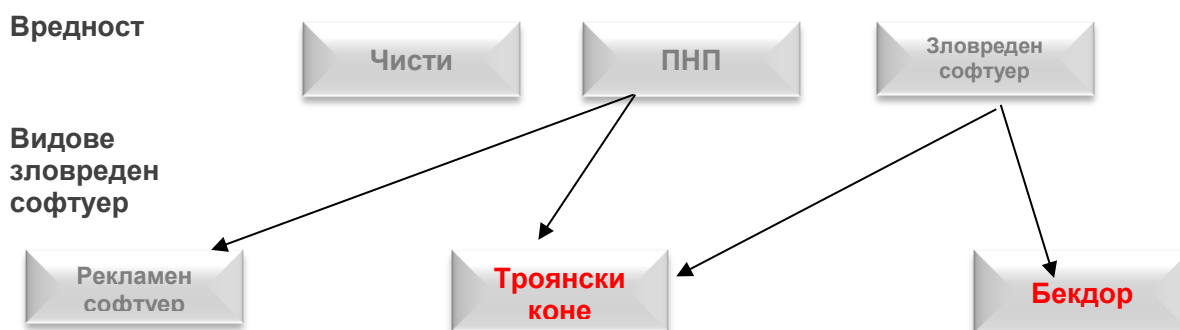 Вредност
Чисти
ПНП
Зловреден
софтуер
Видове
зловреден
софтуер
Рекламен
софтуер
Троянски
коне
Бекдор